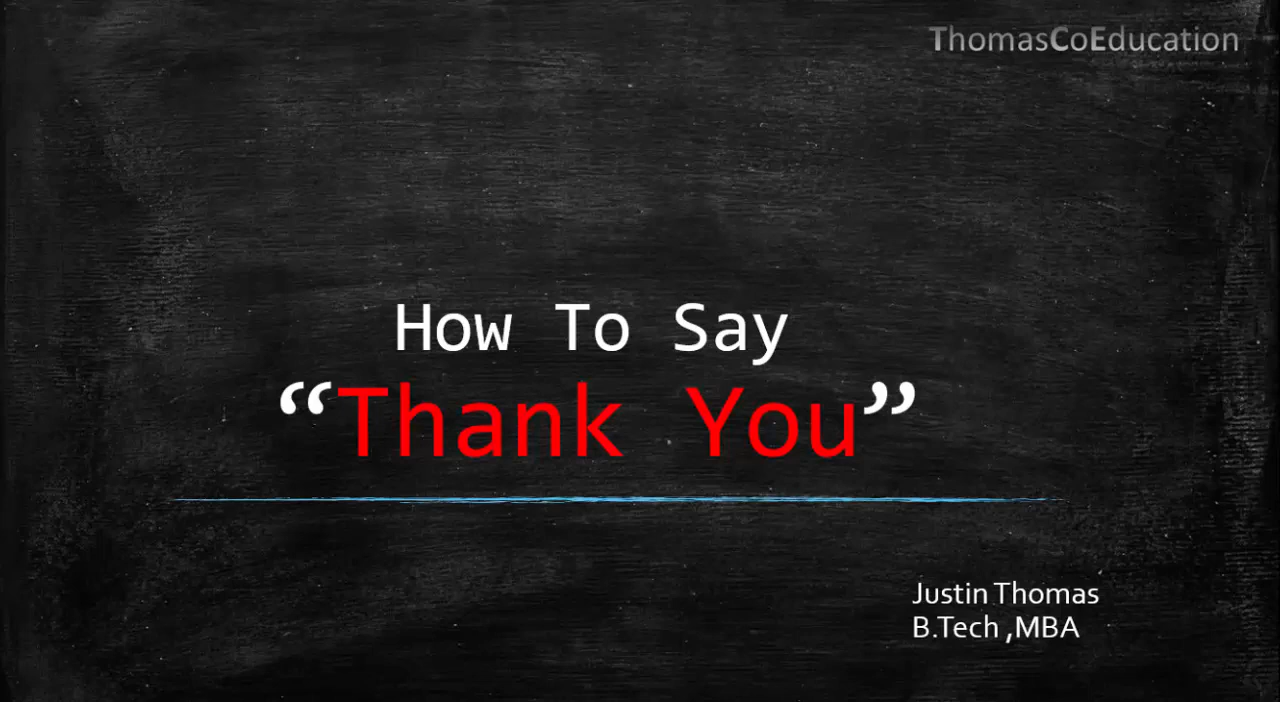 ThomasCoEducation
How To Say
“Thank You”
Justin Thomas
B.Tech ,MBA